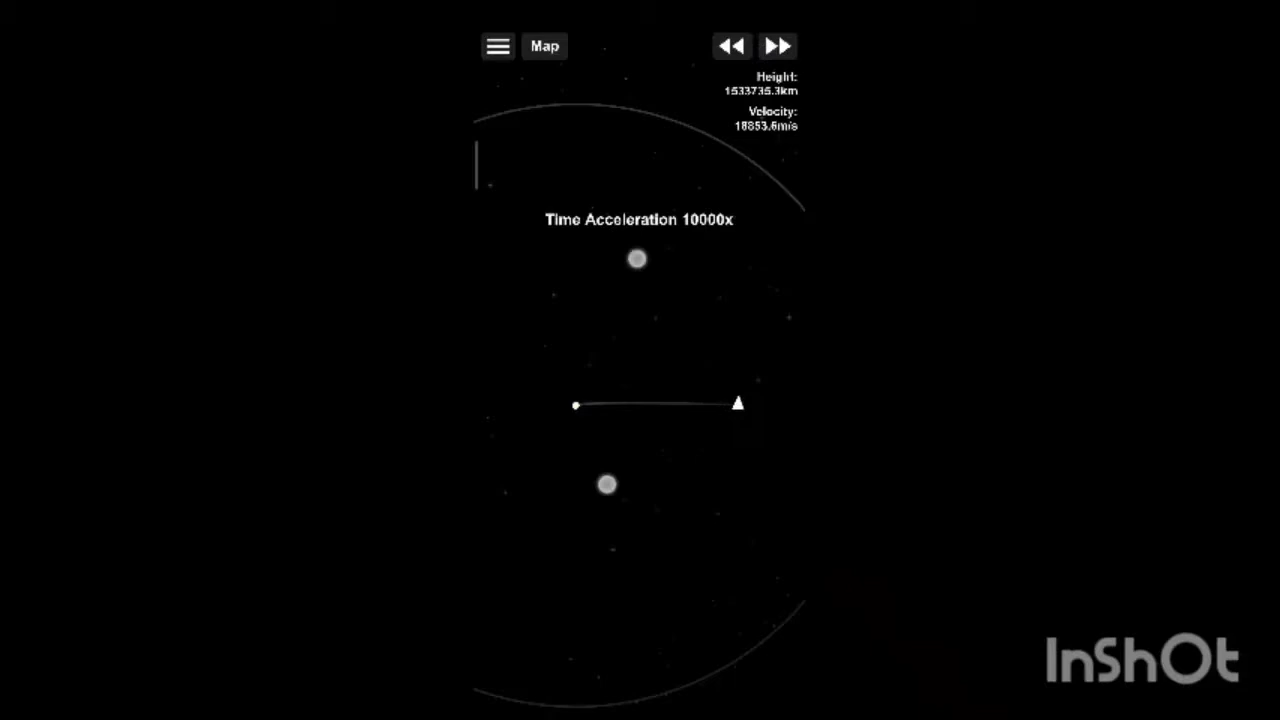 Map
Height:
1533735.3km
Velocity:
18853.6m/s
Time Acceleration 10000x
InShOt